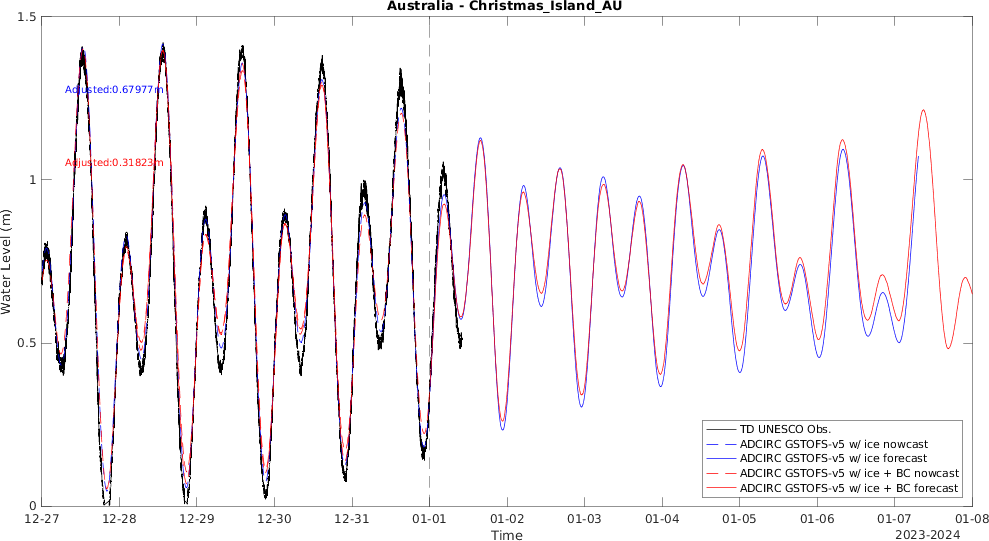 Australia - Christmas_Island_AU
1.5
1
0.5
0
Water Level (m)
Adjusted:0.67977m
Adjusted:0.31823m
TD UNESCO Obs.
ADCIRC GSTOFS-v5 w/ ice nowcast
ADCIRC GSTOFS-v5 w/ ice forecast
ADCIRC GSTOFS-v5 w/ ice + BC nowcast
ADCIRC GSTOFS-v5 w/ ice + BC forecast
12-27 12-28 12-29 12-30 12-31 01-01 01-02 01-03 01-04 01-05 01-06 01-07 01-08
Time
2023-2024